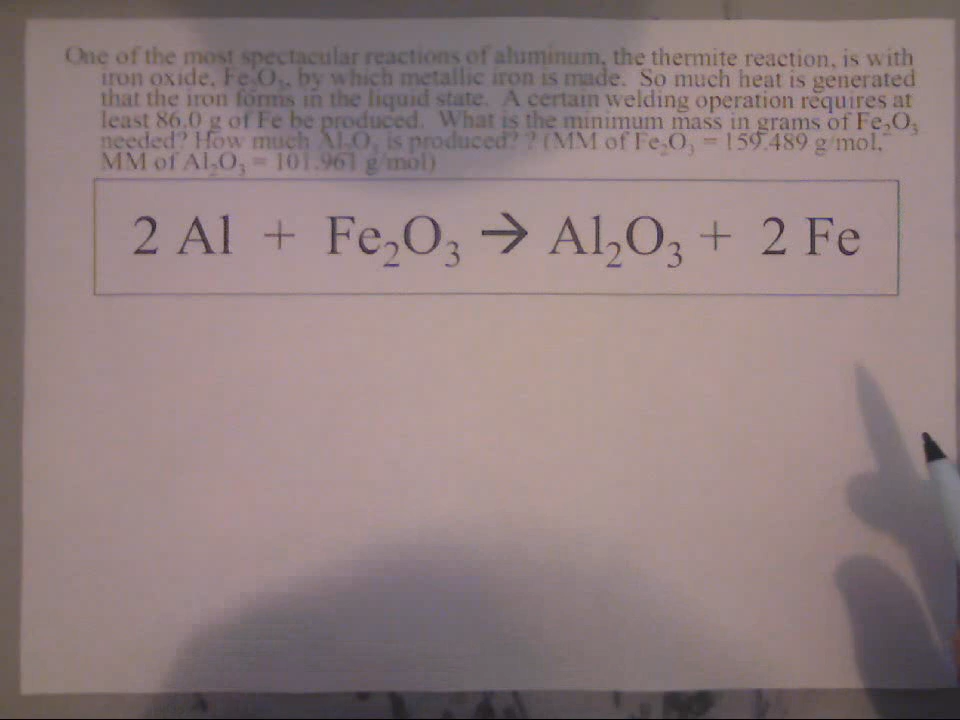 One of the most spectacular reactions of aluminum, the thermite reaction, is with
iron oxide, Fe₂O₃, by which metallic iron is made. So much heat is generated
that the iron forms in the liquid state. A certain welding operation requires at
least 86.0 g of Fe be produced. What is the minimum mass in grams of Fe₂O₃
needed? How much Al₂O₃ is produced? ? (MM of Fe₂O₃ = 159.489 g/mol,
MM of Al₂O₃ = 101.961 g/mol)
2 Al + Fe₂O₃ → Al₂O₃ + 2 Fe